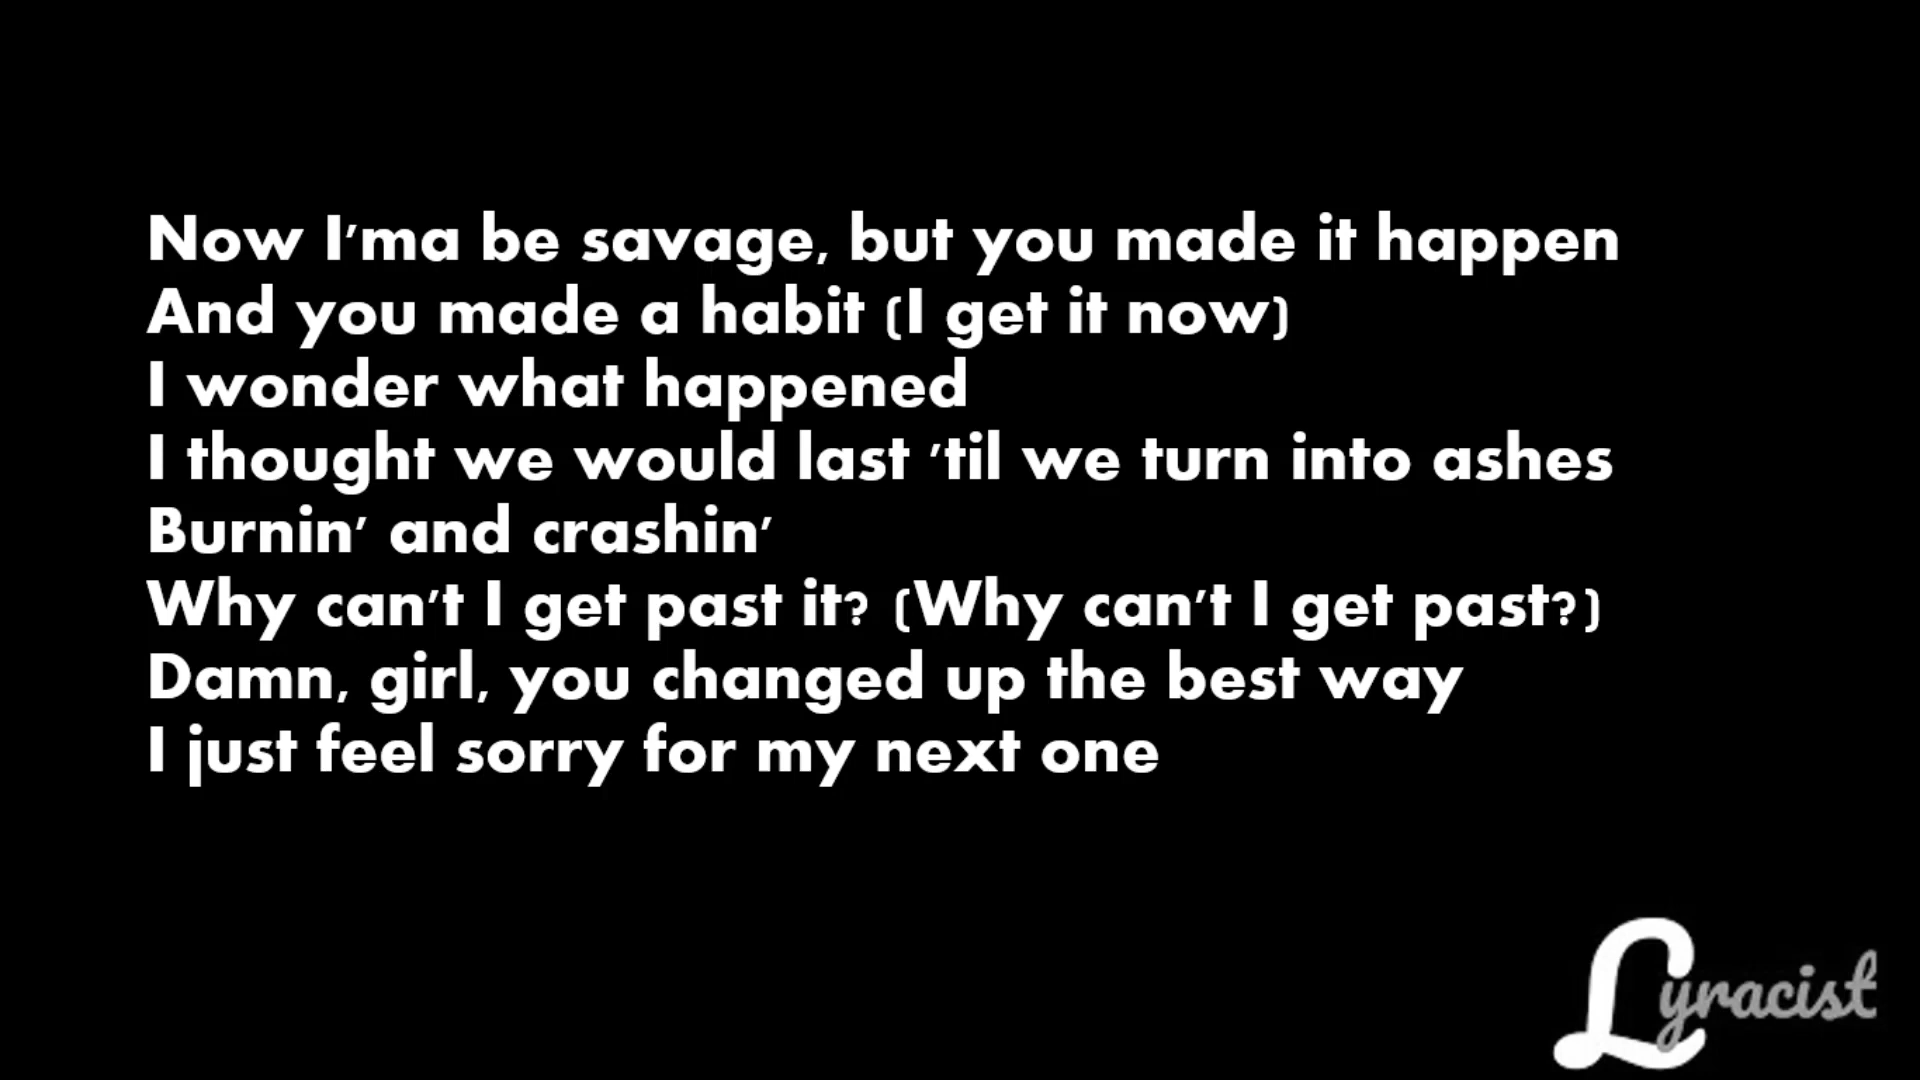 Now I'ma be savage, but you made it happen
And you made a habit (I get it now)
I wonder what happened
I thought we would last 'til we turn into ashes
Burnin' and crashin'
Why can't I get past it? (Why can't I get past?)
Damn, girl, you changed up the best way
I just feel sorry for my next one
Lyracist